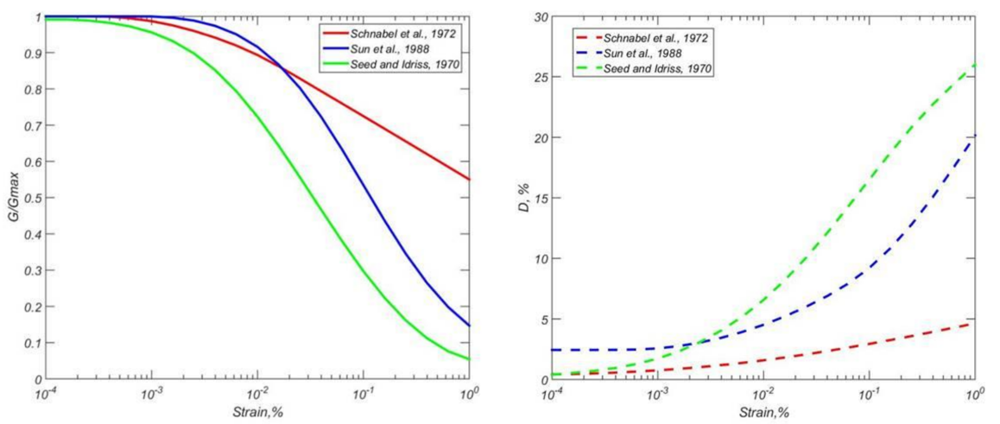 1
0.9
0.8
0.7
0.6
0.5
0.4
0.3
0.2
0.1
0
G/Gmax
10-4
10-3
10-2
10-1
100
Strain,%
Schnabel et al., 1972
Sun et al., 1988
Seed and Idriss, 1970
30
25
20
15
10
5
0
D, %
10-4
10-3
10-2
10-1
100
Strain,%
Schnabel et al., 1972
Sun et al., 1988
Seed and Idriss, 1970